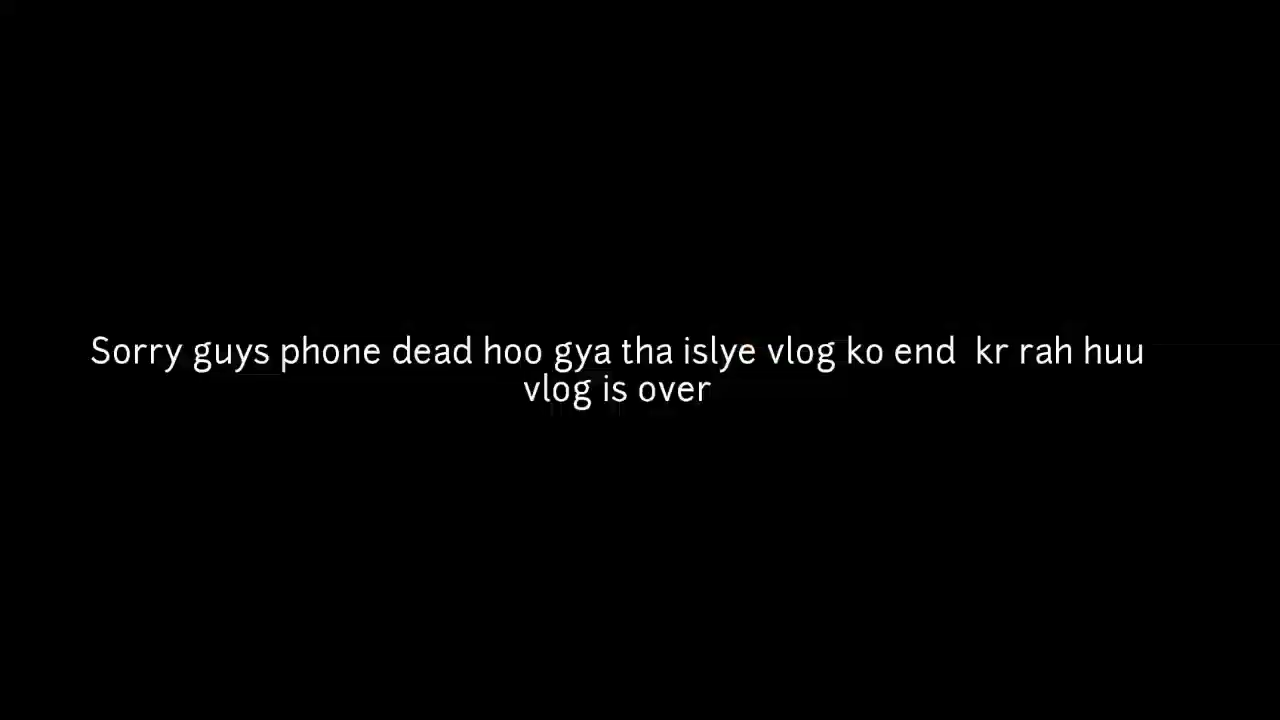 Sorry guys phone dead hoo gya tha islye vlog ko end  kr rah huu
vlog is over